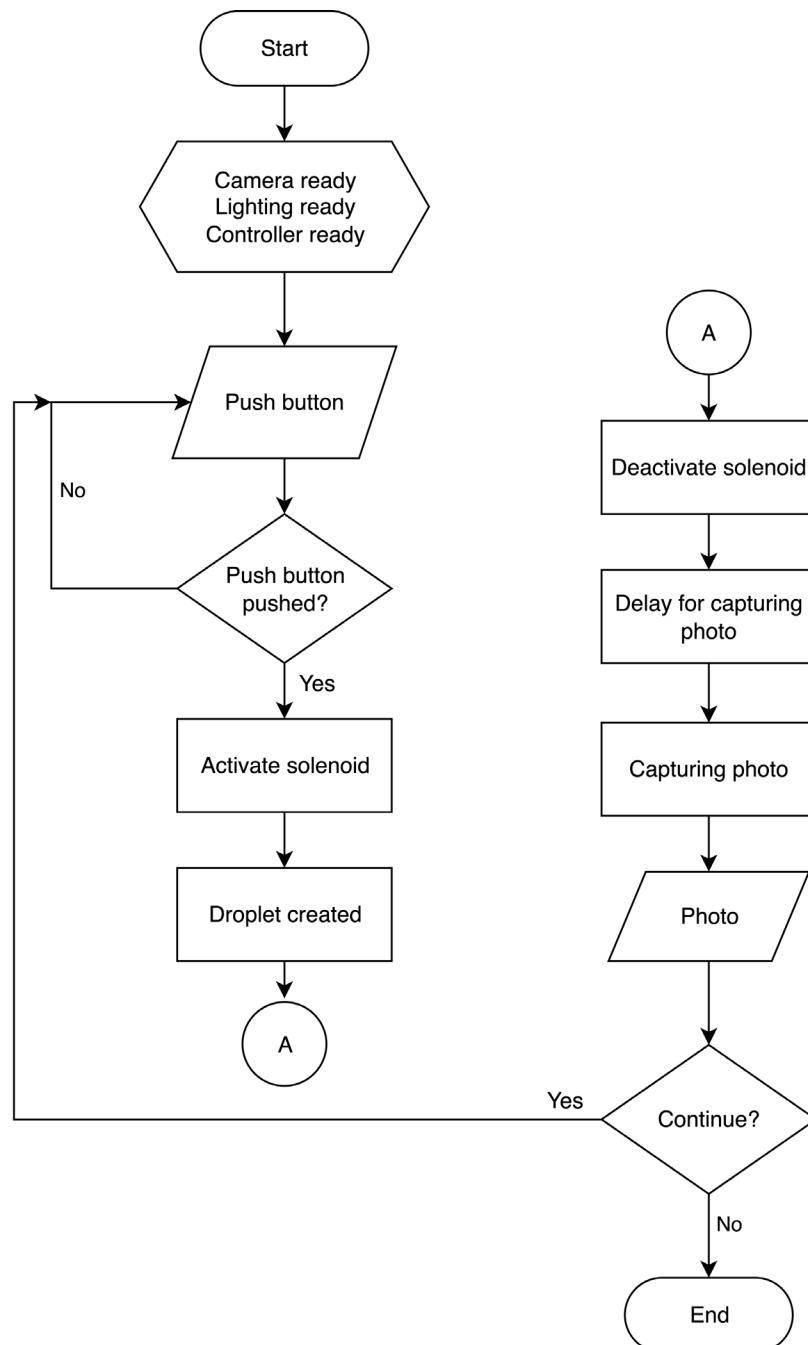 Start
Camera ready
Lighting ready
Controller ready
Push button
No
Push button
pushed?
Yes
Activate solenoid
Droplet created
A
A
Deactivate solenoid
Delay for capturing
photo
Capturing photo
Photo
Continue?
Yes
No
End